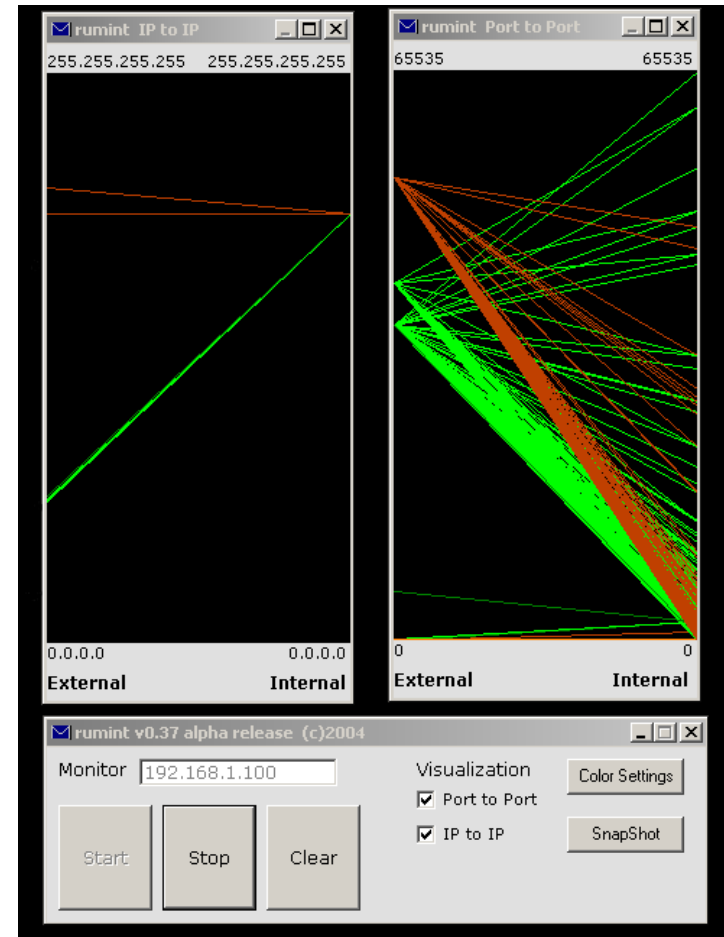 rumint IP to IP
255.255.255.255 255.255.255.255
0.0.0.0 0.0.0.0
External Internal
rumint Port to Port
65535 65535
0 0
External Internal
rumint v0.37 alpha release (c)2004
Monitor 192.168.1.100
Start Stop Clear
Visualization
Port to Port
IP to IP
Color Settings
SnapShot